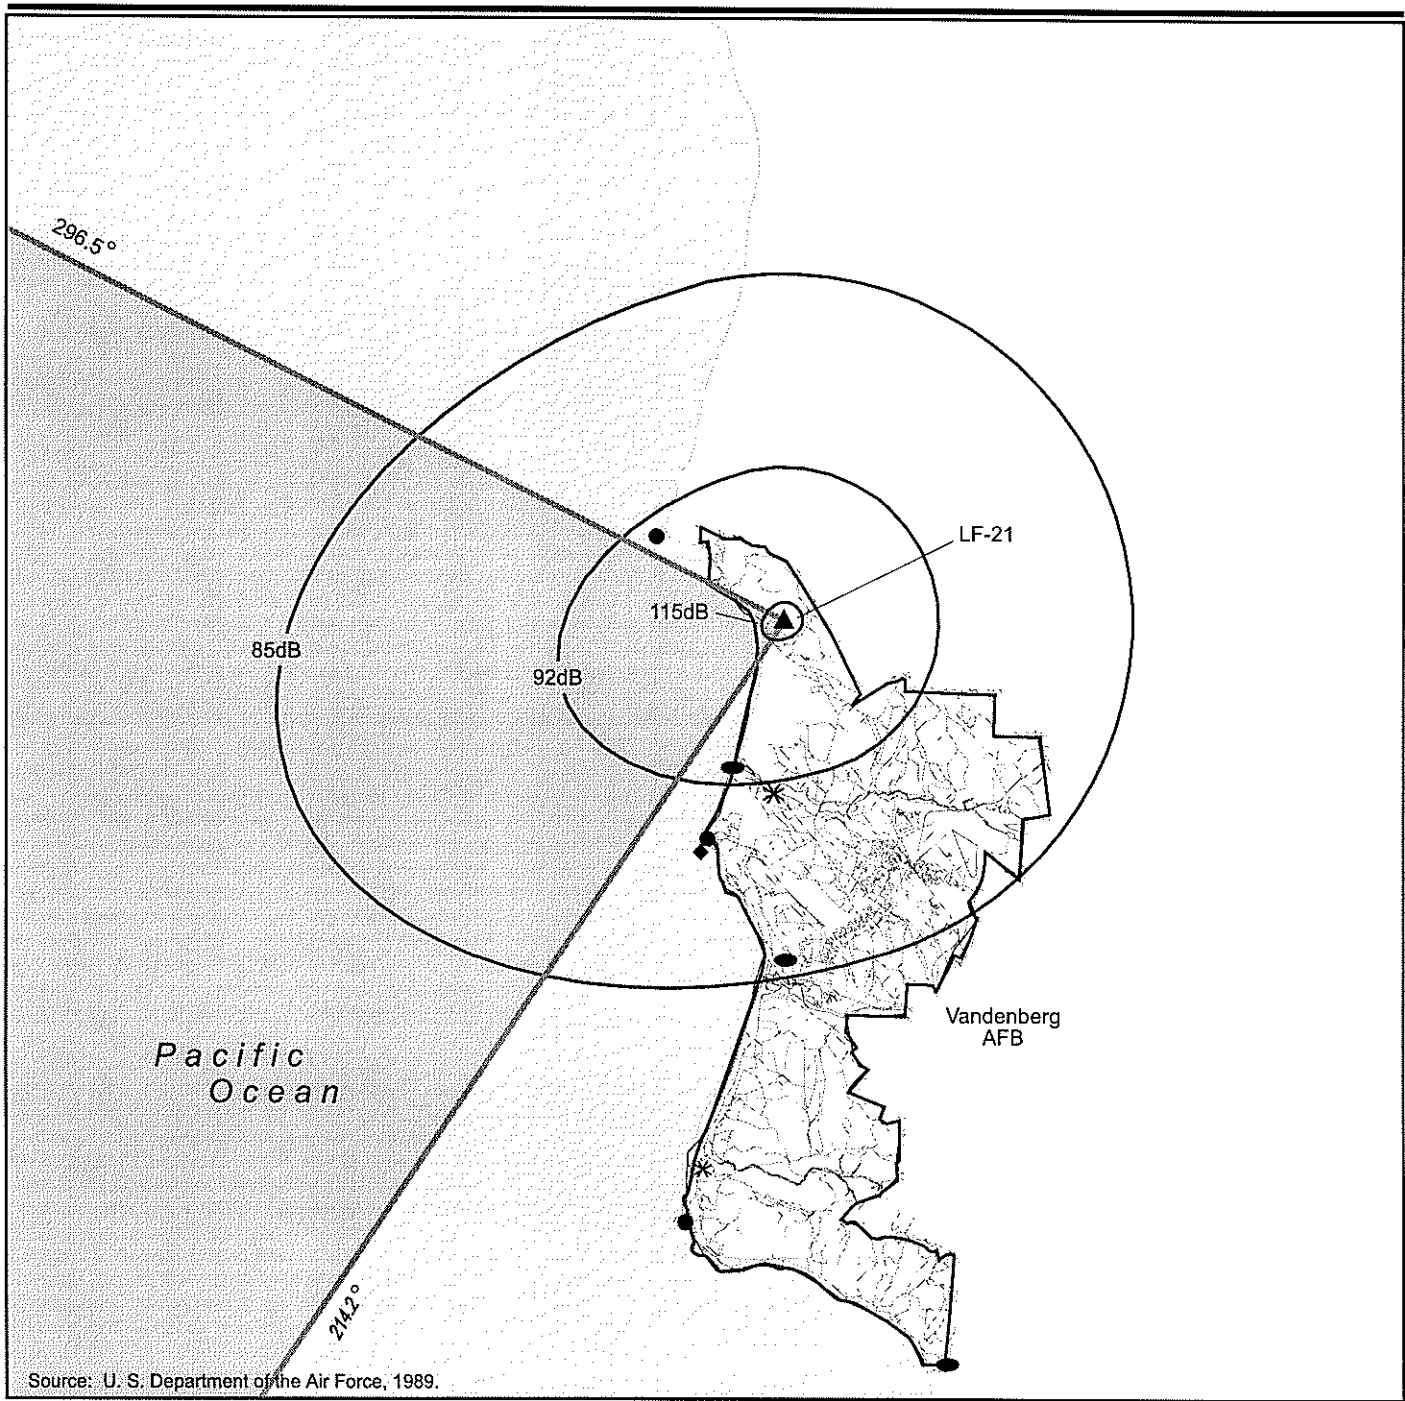 296.5°
LF-21
115dB
85dB
92dB
Vandenberg
AFB
Pacific
Ocean
214.2°
Source: U. S. Department of the Air Force, 1989.